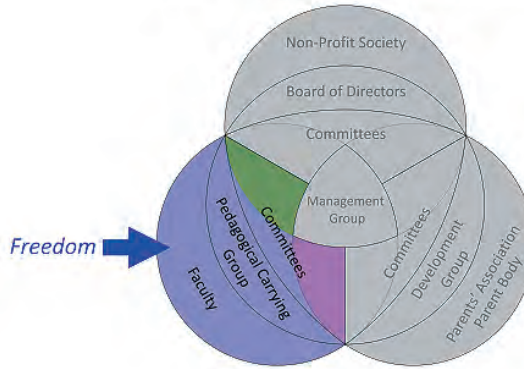 Non-Profit Society
Board of Directors
Committees
Management
Group
Freedom
Faculty
Pedagogical Carrying
Group
Committees
Committees
Development
Group
Parents' Association
Parent Body